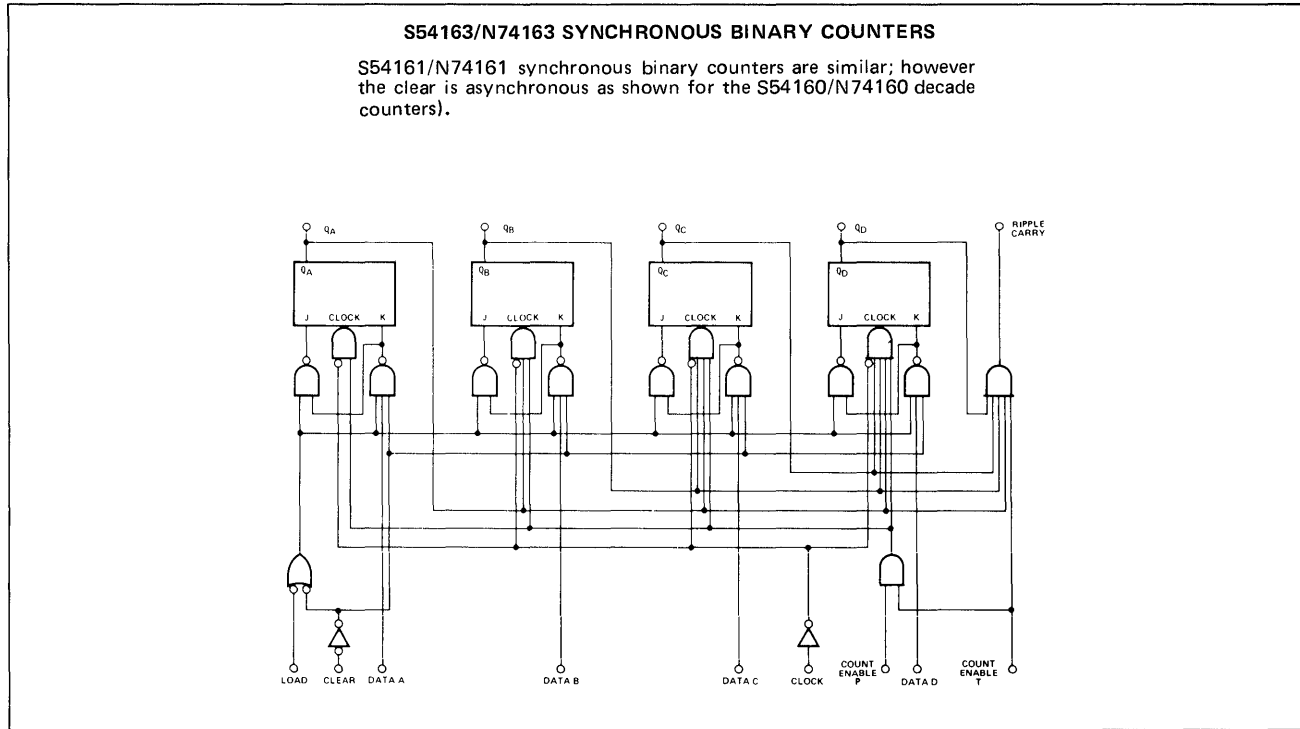 S54163/N74163 SYNCHRONOUS BINARY COUNTERS
S54161/N74161 synchronous binary counters are similar; however
the clear is asynchronous as shown for the S54160/N74160 decade
counters).
QA QB QC QD RIPPLE
CARRY
QA QB QC QD
J CLOCK K J CLOCK K J CLOCK K J CLOCK K
LOAD CLEAR DATA A DATA B DATA C CLOCK COUNT ENABLE P DATA D COUNT ENABLE T